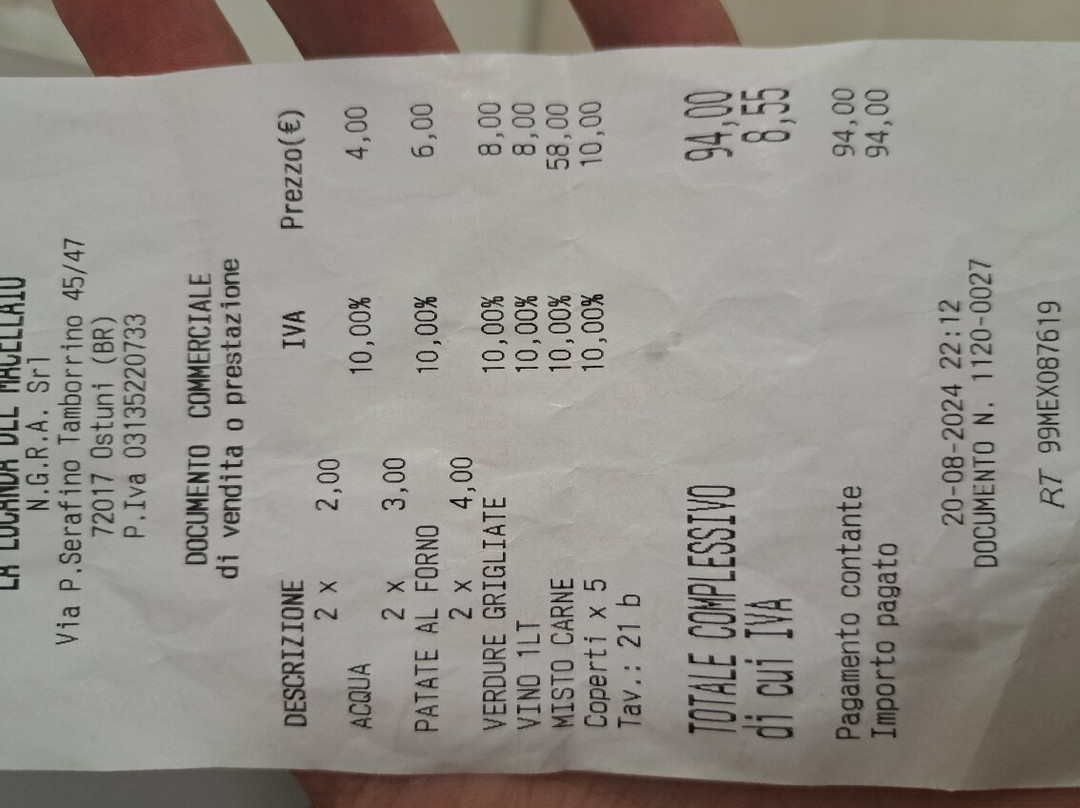 LA LOCANDA DEL MACELLAIO
N.G.R.A. Srl
Via P.Serafino Tamborrino 45/47
72017 Ostuni (BR)
P.Iva 03135220733
DOCUMENTO COMMERCIALE
di vendita o prestazione
DESCRIZIONE IVA Prezzo(€)
2 x 2,00
ACQUA 10,00% 4,00
2 x 3,00
PATATE AL FORNO 10,00% 6,00
2 x 4,00
VERDURE GRIGLIATE 10,00% 8,00
VINO 1LT 10,00% 8,00
MISTO CARNE 10,00% 58,00
Coperti x 5 10,00% 10,00
Tav.: 21 b
TOTALE COMPLESSIVO 94,00
di cui IVA 8,55
Pagamento contante 94,00
Importo pagato 94,00
20-08-2024 22:12
DOCUMENTO N. 1120-0027
RT 99MEX087619